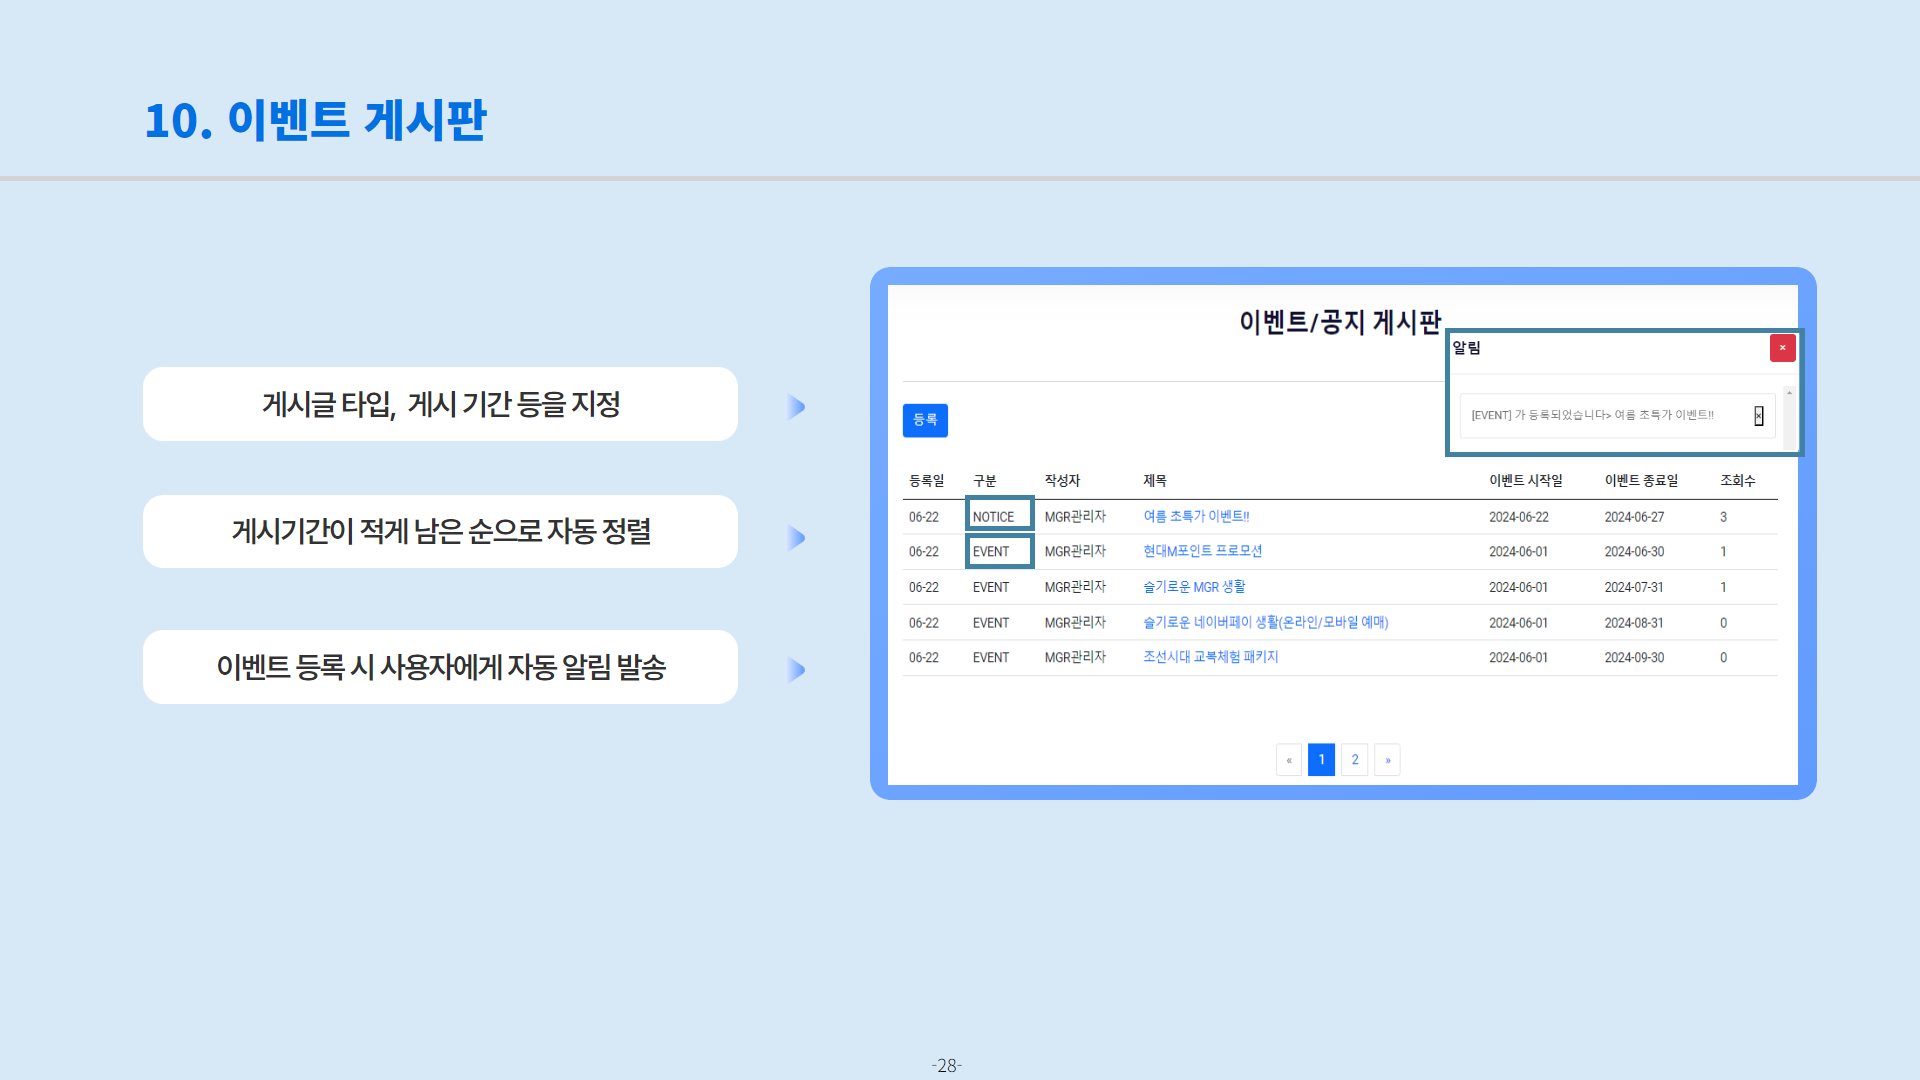 10. 이벤트 게시판
게시글 타입, 게시 기간 등을 지정
게시기간이 적게 남은 순으로 자동 정렬
이벤트 등록 시 사용자에게 자동 알림 발송
이벤트/공지 게시판
알림 ×
[EVENT] 가 등록되었습니다> 여름 초특가 이벤트!! ×
등록
등록일 구분 작성자 제목 이벤트 시작일 이벤트 종료일 조회수
06-22 NOTICE MGR관리자 여름 초특가 이벤트!! 2024-06-22 2024-06-27 3
06-22 EVENT MGR관리자 현대M포인트 프로모션 2024-06-01 2024-06-30 1
06-22 EVENT MGR관리자 슬기로운 MGR 생활 2024-06-01 2024-07-31 1
06-22 EVENT MGR관리자 슬기로운 네이버페이 생활(온라인/모바일 예매) 2024-06-01 2024-08-31 0
06-22 EVENT MGR관리자 조선시대 교복체험 패키지 2024-06-01 2024-09-30 0
« 1 2 »
-28-